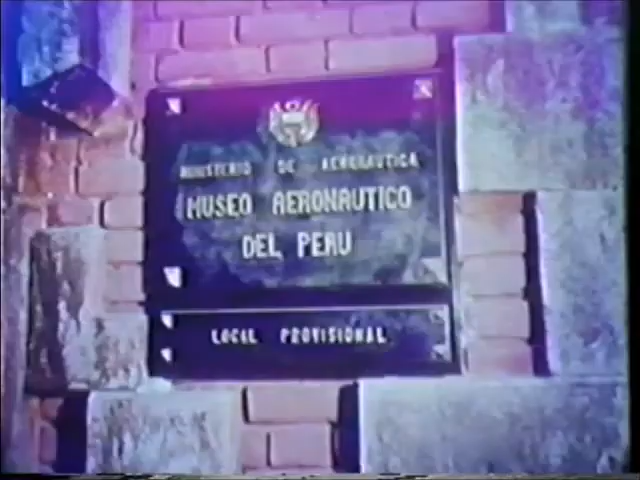 MINISTERIO DE AERONAUTICA
MUSEO AERONAUTICO
DEL PERU
LOCAL PROVISIONAL